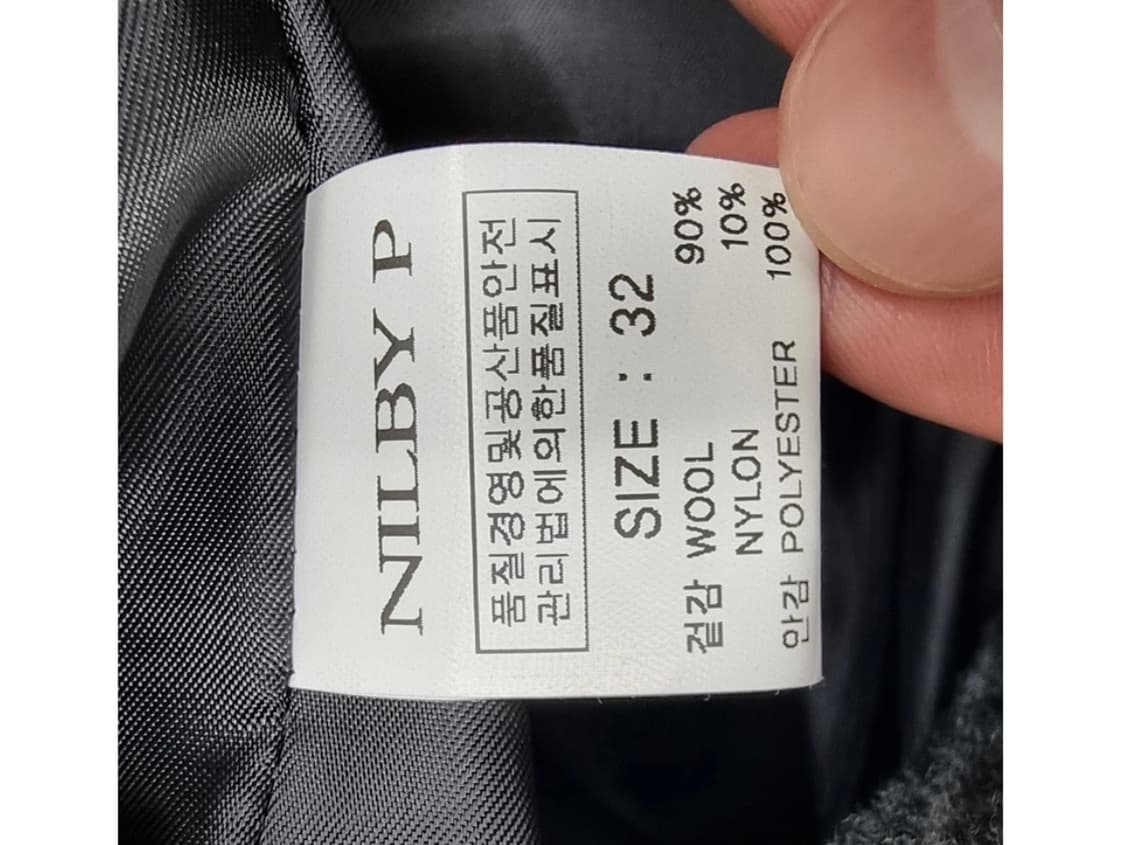 NILBY P
품질경영및공산품안전
관리법에의한품질표시
SIZE : 32
겉감 WOOL 90%
NYLON 10%
안감 POLYESTER 100%